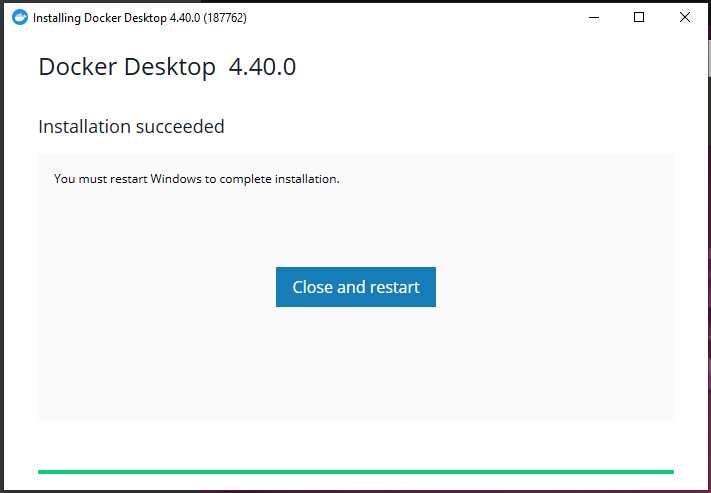 Installing Docker Desktop 4.40.0 (187762)
Docker Desktop 4.40.0
Installation succeeded
You must restart Windows to complete installation.
Close and restart